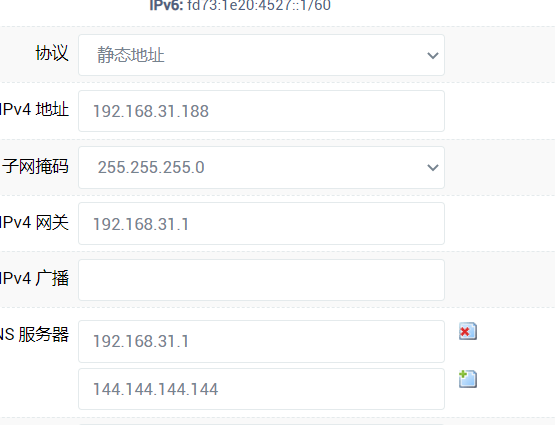 IPv6: fd73:1e20:4527::1/60
协议 静态地址
IPv4 地址 192.168.31.188
子网掩码 255.255.255.0
IPv4 网关 192.168.31.1
IPv4 广播
NS 服务器 192.168.31.1
144.144.144.144